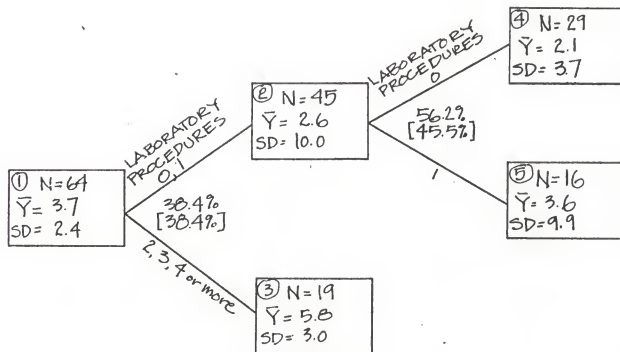 ① N=64
Ȳ= 3.7
SD= 2.4
LABORATORY
PROCEDURES
0,1
38.4%
[38.4%]
2, 3, 4 or more
② N=45
Ȳ= 2.6
SD= 10.0
③ N=19
Ȳ= 5.8
SD= 3.0
LABORATORY
PROCEDURES
0
56.2%
[45.5%]
1
④ N=29
Ȳ= 2.1
SD= 3.7
⑤ N=16
Ȳ= 3.6
SD=9.9